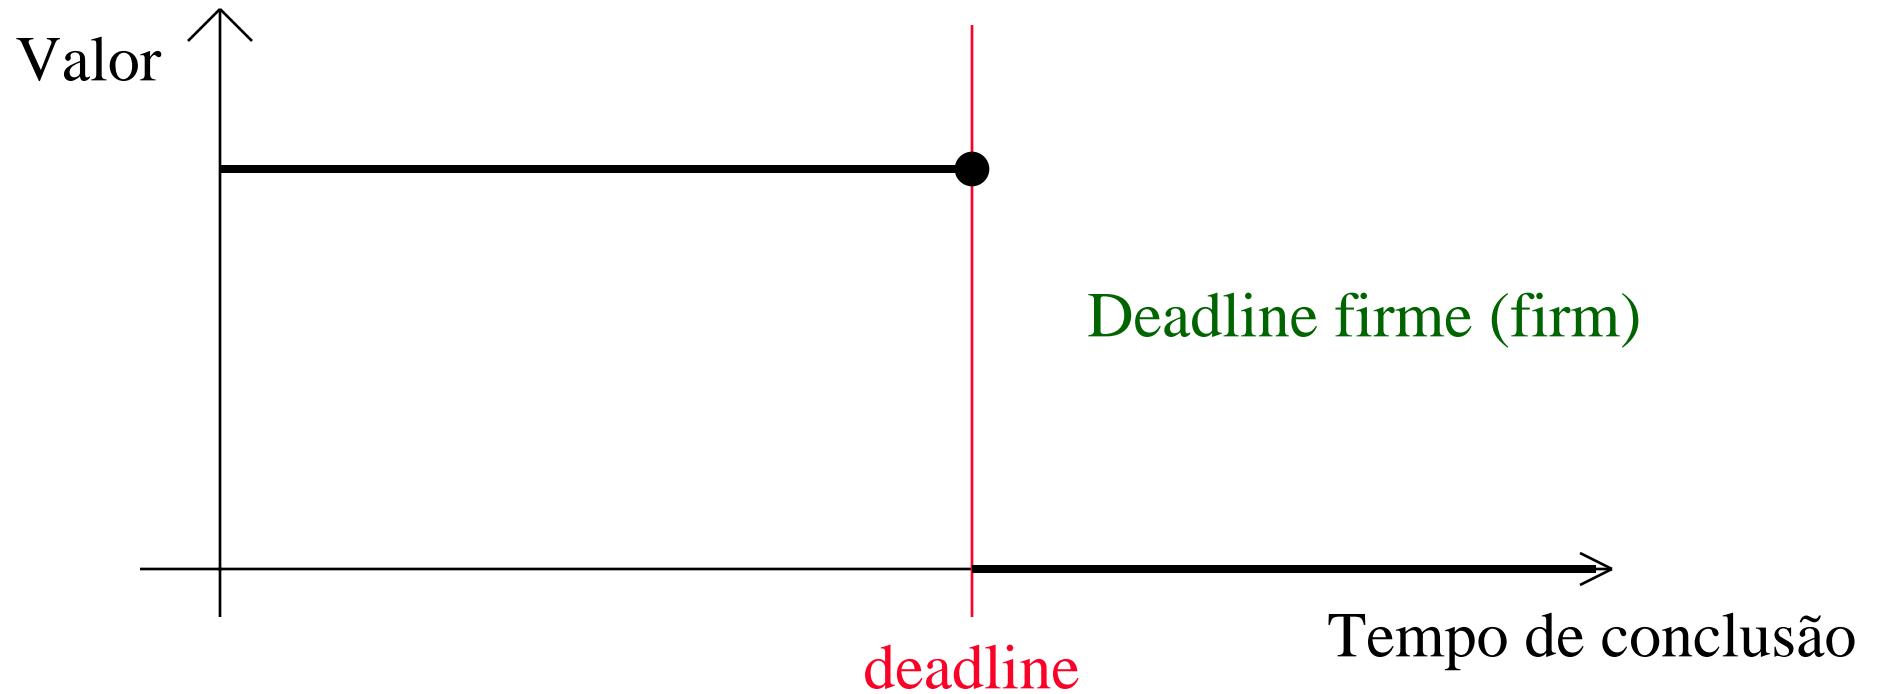 Valor
Deadline firme (firm)
Tempo de conclusão
deadline